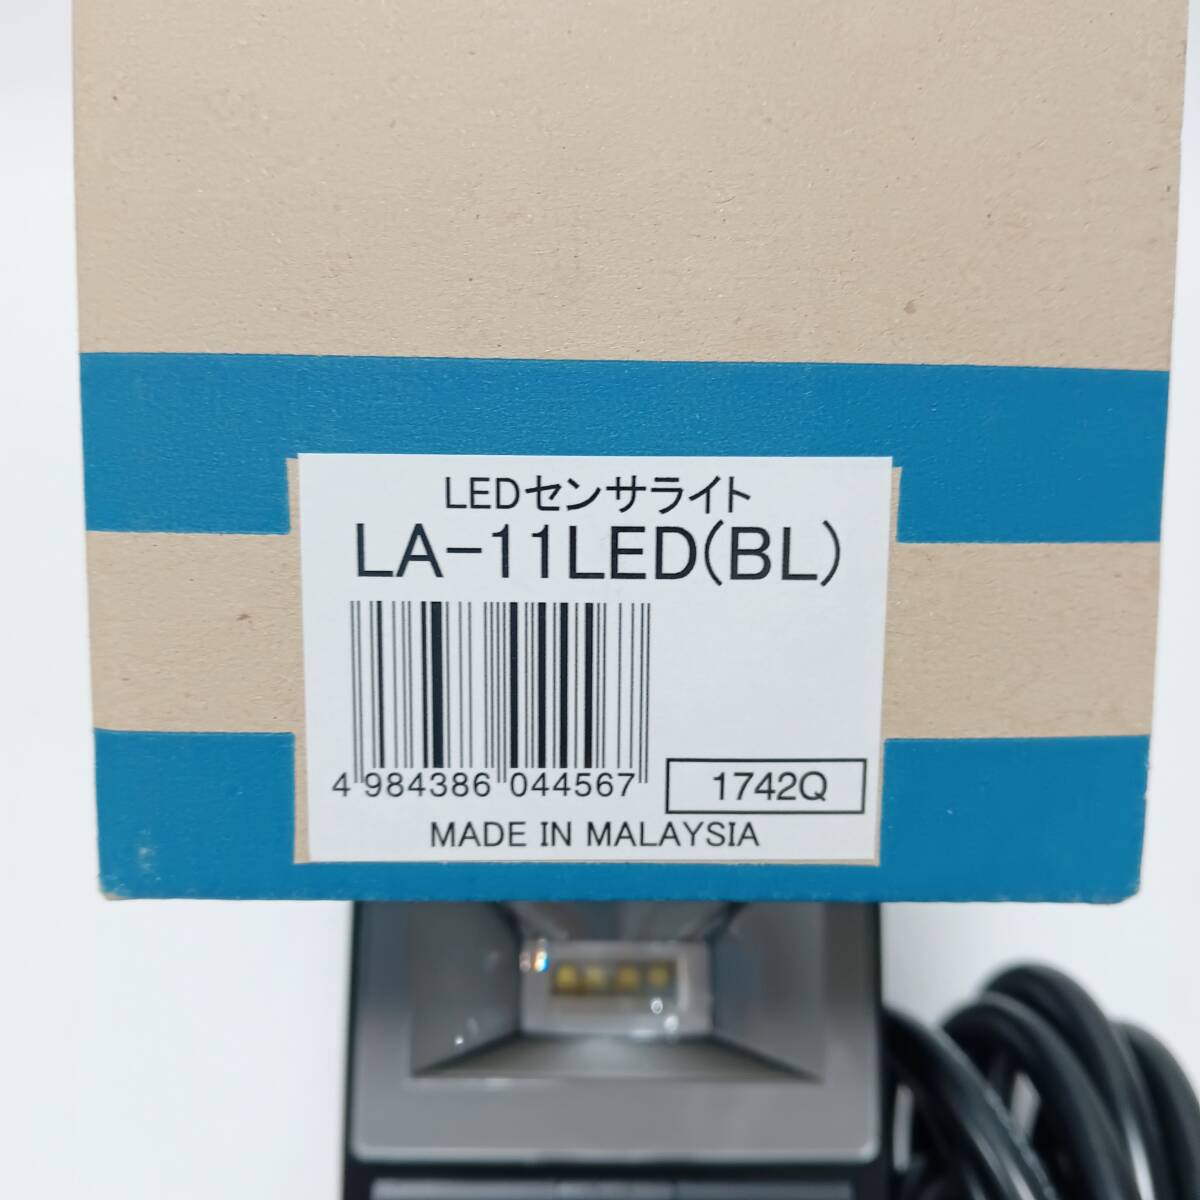 LEDセンサライト
LA-11LED(BL)
4 984386 044567
1742Q
MADE IN MALAYSIA